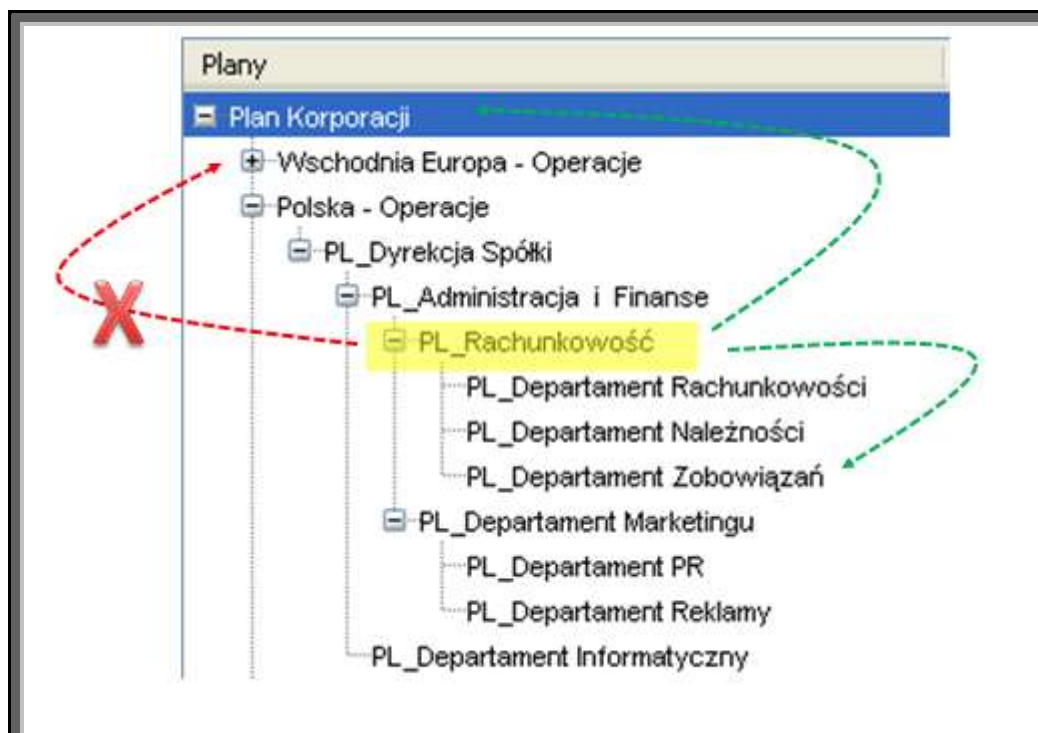 Plany
Plan Korporacji
Wschodnia Europa - Operacje
Polska - Operacje
PL_Dyrekcja Spółki
PL_Administracja i Finanse
PL_Rachunkowość
PL_Departament Rachunkowości
PL_Departament Należności
PL_Departament Zobowiązań
PL_Departament Marketingu
PL_Departament PR
PL_Departament Reklamy
PL_Departament Informatyczny